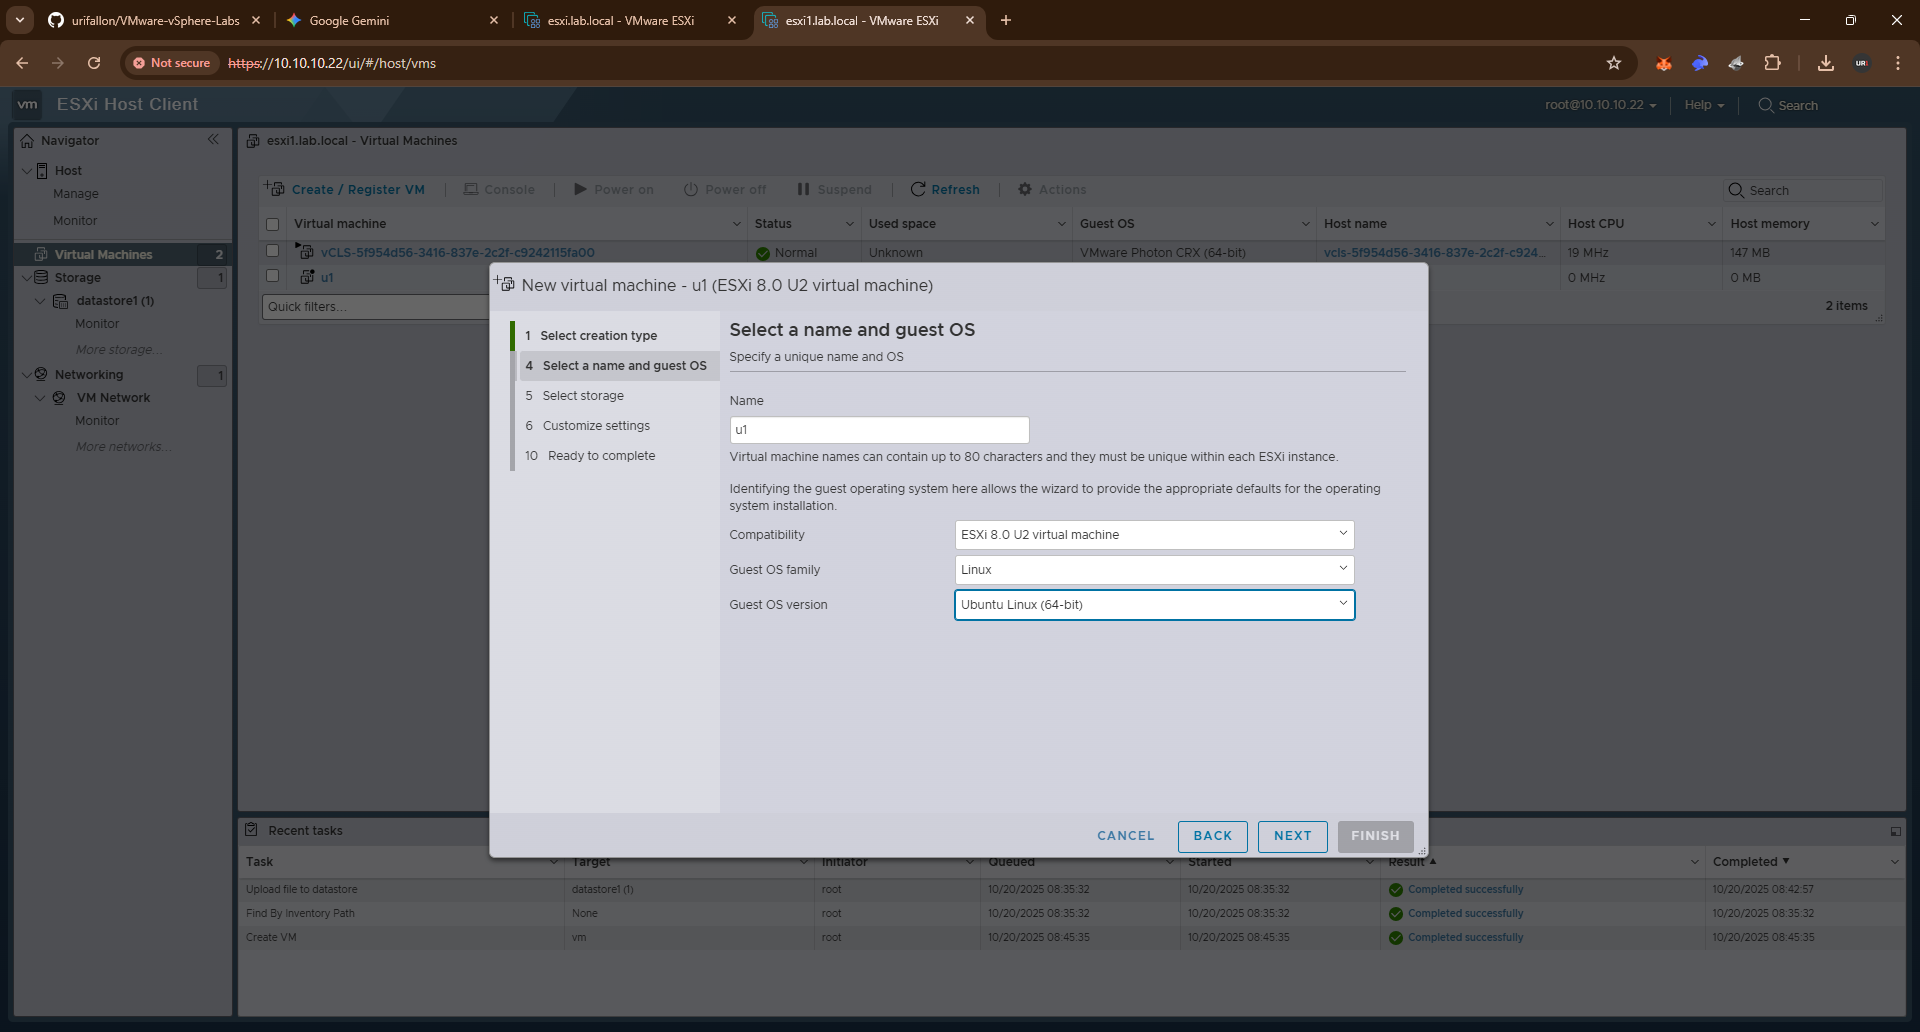 urifallon/VMware-vSphere-Labs
Google Gemini
esxi.lab.local - VMware ESXi
esxi1.lab.local - VMware ESXi
Not secure
https://10.10.10.22/ui/#/host/vms
vm ESXi Host Client
root@10.10.10.22
Help
Search
Navigator
Host
Manage
Monitor
Virtual Machines 2
Storage 1
datastore1 (1)
Monitor
More storage...
Networking 1
VM Network
Monitor
More networks...
esxi1.lab.local - Virtual Machines
Create / Register VM
Console
Power on
Power off
Suspend
Refresh
Actions
Search
Virtual machine Status Used space Guest OS Host name Host CPU Host memory
vCLS-5f954d56-3416-837e-2c2f-c9242115fa00 Normal Unknown VMware Photon CRX (64-bit) vcls-5f954d56-3416-837e-2c2f-c924... 19 MHz 147 MB
u1 0 MHz 0 MB
Quick filters...
2 items
New virtual machine - u1 (ESXi 8.0 U2 virtual machine)
1 Select creation type
4 Select a name and guest OS
5 Select storage
6 Customize settings
10 Ready to complete
Select a name and guest OS
Specify a unique name and OS
Name
u1
Virtual machine names can contain up to 80 characters and they must be unique within each ESXi instance.
Identifying the guest operating system here allows the wizard to provide the appropriate defaults for the operating
system installation.
Compatibility ESXi 8.0 U2 virtual machine
Guest OS family Linux
Guest OS version Ubuntu Linux (64-bit)
CANCEL
BACK
NEXT
FINISH
Recent tasks
Task Target Initiator Queued Started Result Completed
Upload file to datastore datastore1 (1) root 10/20/2025 08:35:32 10/20/2025 08:35:32 Completed successfully 10/20/2025 08:42:57
Find By Inventory Path None root 10/20/2025 08:35:32 10/20/2025 08:35:32 Completed successfully 10/20/2025 08:35:32
Create VM vm root 10/20/2025 08:45:35 10/20/2025 08:45:35 Completed successfully 10/20/2025 08:45:35